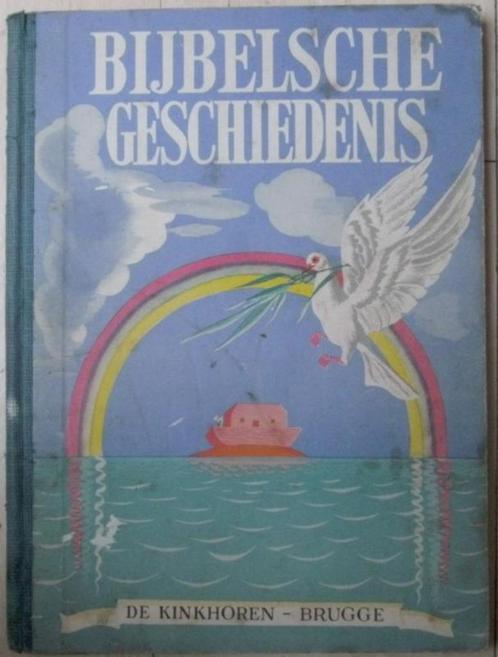 BIJBELSCHE
GESCHIEDENIS
DE KINKHOREN - BRUGGE